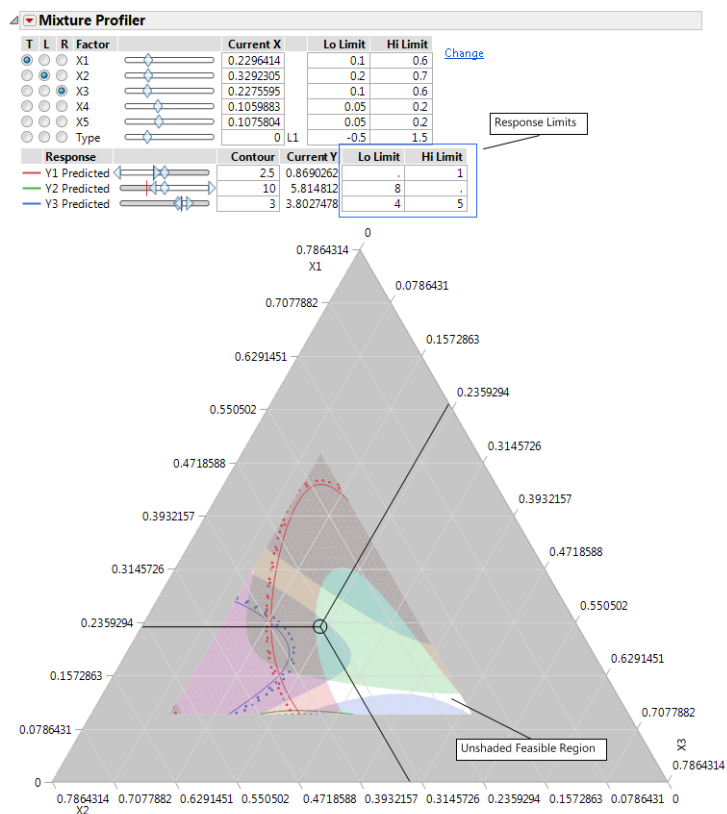 Mixture Profiler
T L R Factor Current X Lo Limit Hi Limit
Change
X1 0.2296414 0.1 0.6
X2 0.3292305 0.2 0.7
X3 0.2275595 0.1 0.6
X4 0.1059883 0.05 0.2
X5 0.1075804 0.05 0.2
Type 0 L1 -0.5 1.5
Response Limits
Response Contour Current Y Lo Limit Hi Limit
Y1 Predicted 2.5 0.8690262 . 1
Y2 Predicted 10 5.814812 8 .
Y3 Predicted 3 3.8027478 4 5
0
0.7864314
X1
0.0786431
0.7077882
0.1572863
0.6291451
0.2359294
0.550502
0.3145726
0.4718588
0.3932157
0.3932157
0.4718588
0.3145726
0.550502
0.2359294
0.6291451
0.1572863
0.7077882
0.0786431
Unshaded Feasible Region
X3
0.7864314
0
0.7864314 0.7077882 0.6291451 0.550502 0.4718588 0.3932157 0.3145726 0.2359294 0.1572863 0.0786431 0
X2